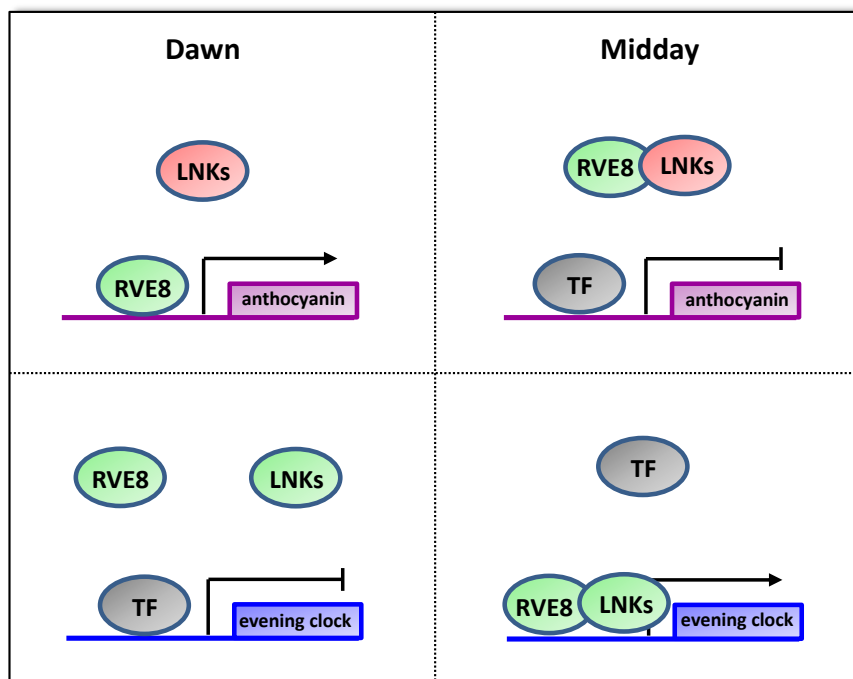 Dawn
Midday
LNKs
RVE8
anthocyanin
RVE8
LNKs
TF
anthocyanin
RVE8
LNKs
TF
evening clock
TF
RVE8
LNKs
evening clock